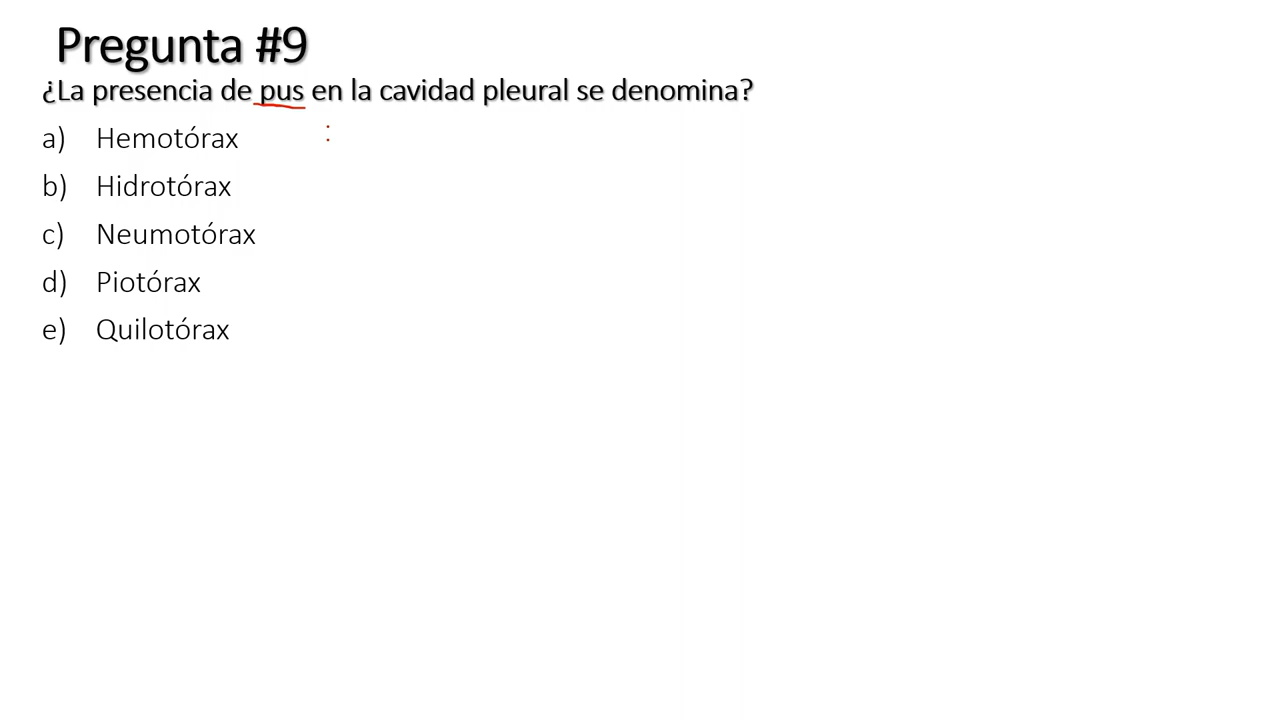 Pregunta #9
¿La presencia de pus en la cavidad pleural se denomina?
a) Hemotórax
b) Hidrotórax
c) Neumotórax
d) Piotórax
e) Quilotórax